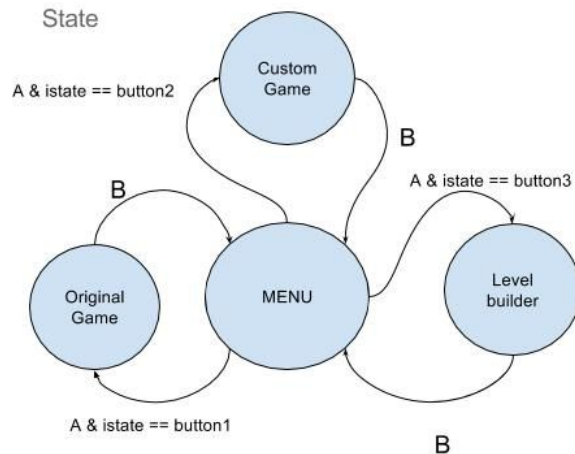 State
Custom
Game
A & istate == button2
B
A & istate == button3
B
Original
Game
MENU
Level
builder
A & istate == button1
B